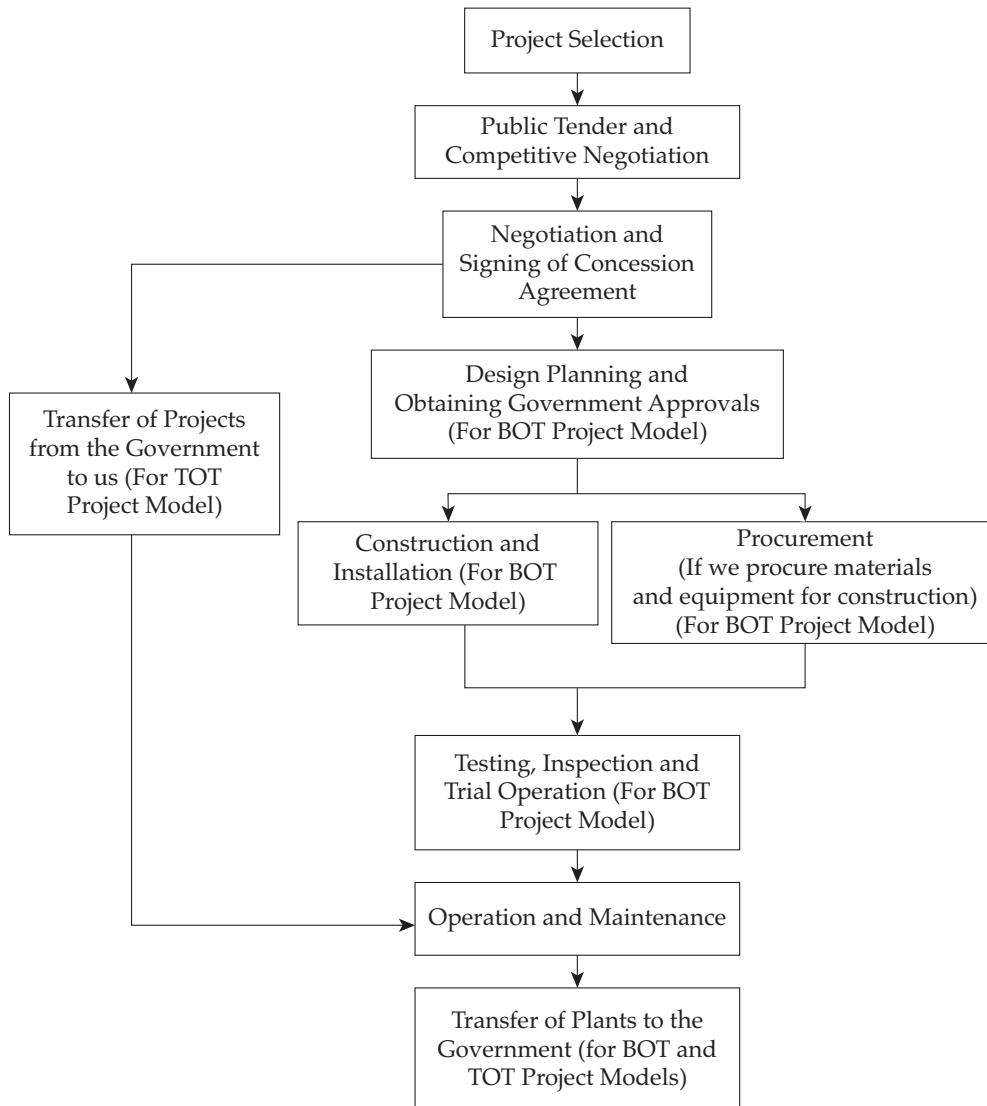 Project Selection
Public Tender and
Competitive Negotiation
Negotiation and
Signing of Concession
Agreement
Design Planning and
Obtaining Government Approvals
(For BOT Project Model)
Transfer of Projects
from the Government
to us (For TOT
Project Model)
Construction and
Installation (For BOT
Project Model)
Procurement
(If we procure materials
and equipment for construction)
(For BOT Project Model)
Testing, Inspection and
Trial Operation (For BOT
Project Model)
Operation and Maintenance
Transfer of Plants to the
Government (for BOT and
TOT Project Models)